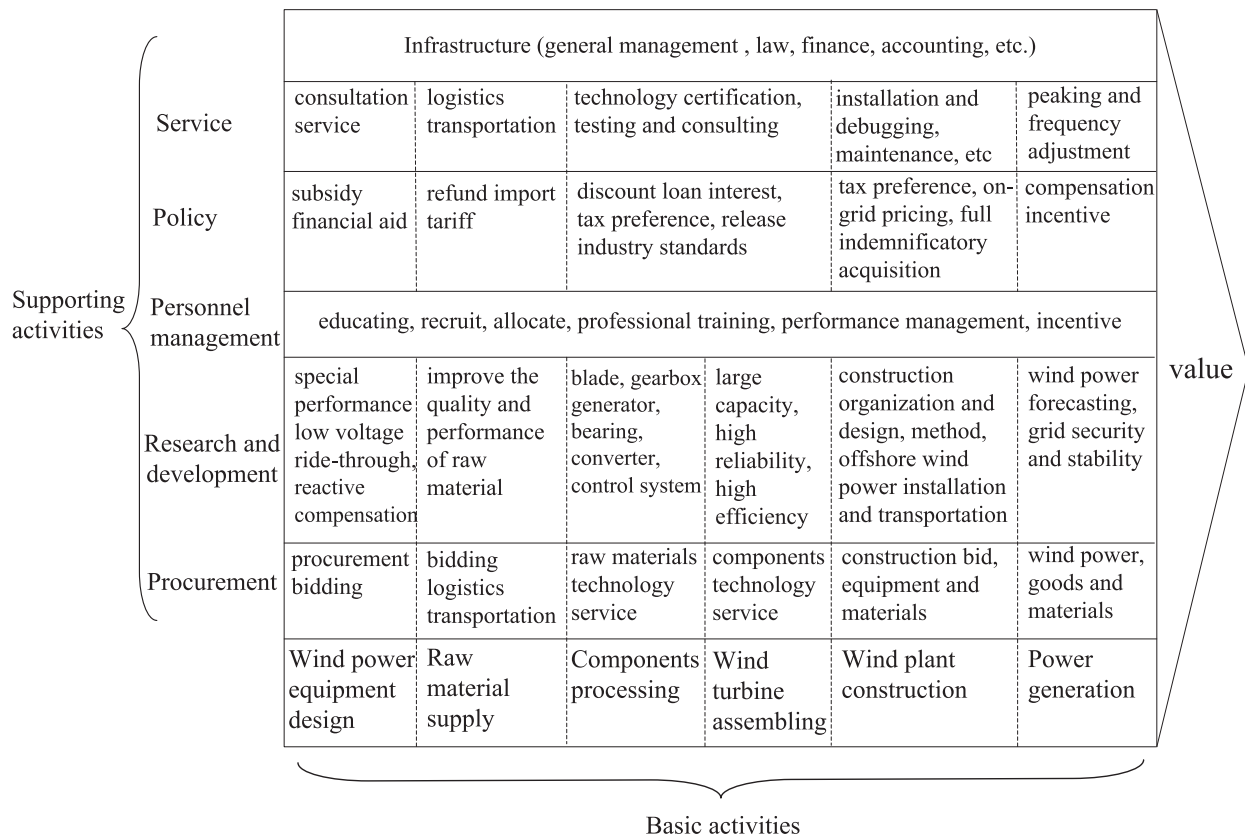 Infrastructure (general management , law, finance, accounting, etc.)
Service
consultation
service
logistics
transportation
technology certification,
testing and consulting
installation and
debugging,
maintenance, etc
peaking and
frequency
adjustment
Policy
subsidy
financial aid
refund import
tariff
discount loan interest,
tax preference, release
industry standards
tax preference, on-
grid pricing, full
indemnificatory
acquisition
compensation
incentive
Supporting
activities
Personnel
management
educating, recruit, allocate, professional training, performance management, incentive
value
Research and
development
special
performance
low voltage
ride-through,
reactive
compensation
improve the
quality and
performance
of raw
material
blade, gearbox
generator,
bearing,
converter,
control system
large
capacity,
high
reliability,
high
efficiency
construction
organization and
design, method,
offshore wind
power installation
and transportation
wind power
forecasting,
grid security
and stability
Procurement
procurement
bidding
bidding
logistics
transportation
raw materials
technology
service
components
technology
service
construction bid,
equipment and
materials
wind power,
goods and
materials
Wind power
equipment
design
Raw
material
supply
Components
processing
Wind
turbine
assembling
Wind plant
construction
Power
generation
Basic activities